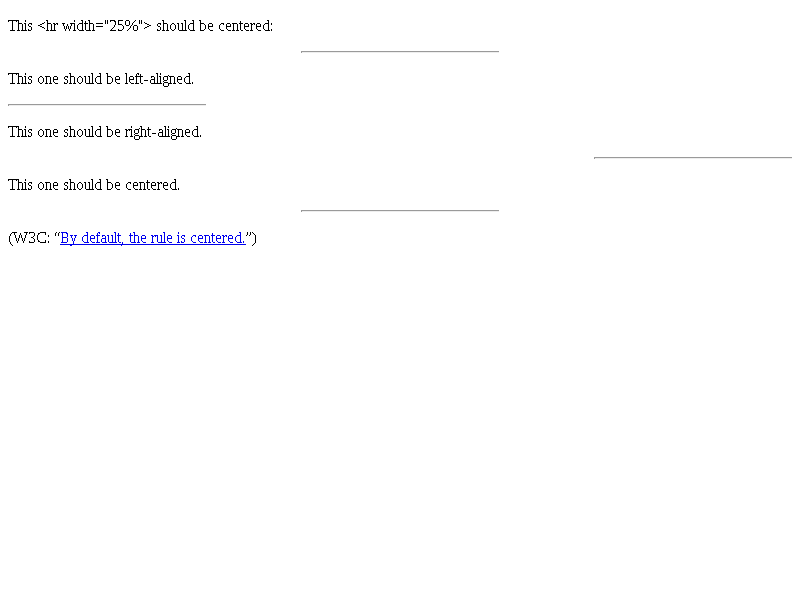 This <hr width="25%"> should be centered:
This one should be left-aligned.
This one should be right-aligned.
This one should be centered.
(W3C: “By default, the rule is centered.”)